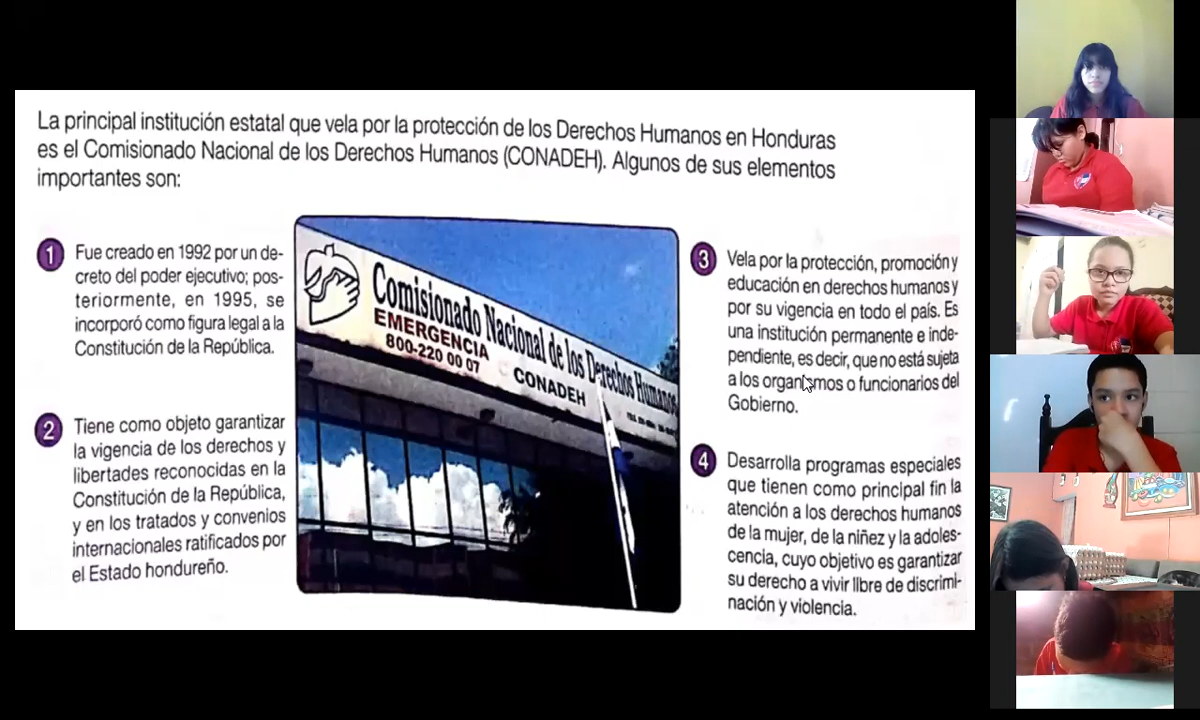 La principal institución estatal que vela por la protección de los Derechos Humanos en Honduras
es el Comisionado Nacional de los Derechos Humanos (CONADEH). Algunos de sus elementos
importantes son:
1
Fue creado en 1992 por un de-
creto del poder ejecutivo; pos-
teriormente, en 1995, se
incorporó como figura legal a la
Constitución de la República.
2
Tiene como objeto garantizar
la vigencia de los derechos y
libertades reconocidas en la
Constitución de la República,
y en los tratados y convenios
internacionales ratificados por
el Estado hondureño.
Comisionado Nacional de los Derechos Humanos
EMERGENCIA
800-220 00 07
CONADEH
3
Vela por la protección, promoción y
educación en derechos humanos y
por su vigencia en todo el país. Es
una institución permanente e inde-
pendiente, es decir, que no está sujeta
a los organismos o funcionarios del
Gobierno.
4
Desarrolla programas especiales
que tienen como principal fin la
atención a los derechos humanos
de la mujer, de la niñez y la adoles-
cencia, cuyo objetivo es garantizar
su derecho a vivir libre de discrimi-
nación y violencia.